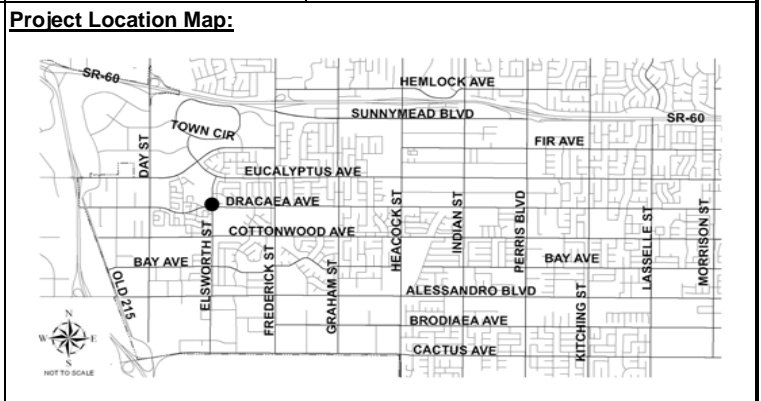 Project Location Map:
SR-60
HEMLOCK AVE
SUNNYMEAD BLVD
SR-60
TOWN CIR
FIR AVE
DAY ST
EUCALYPTUS AVE
DRACAEA AVE
COTTONWOOD AVE
ELSWORTH ST
FREDERICK ST
GRAHAM ST
HEACOCK ST
INDIAN ST
PERRIS BLVD
KITCHING ST
LASSELLE ST
MORRISON ST
BAY AVE
BAY AVE
OLD 215
ALESSANDRO BLVD
BRODIAEA AVE
CACTUS AVE
N
W
E
S
NOT TO SCALE